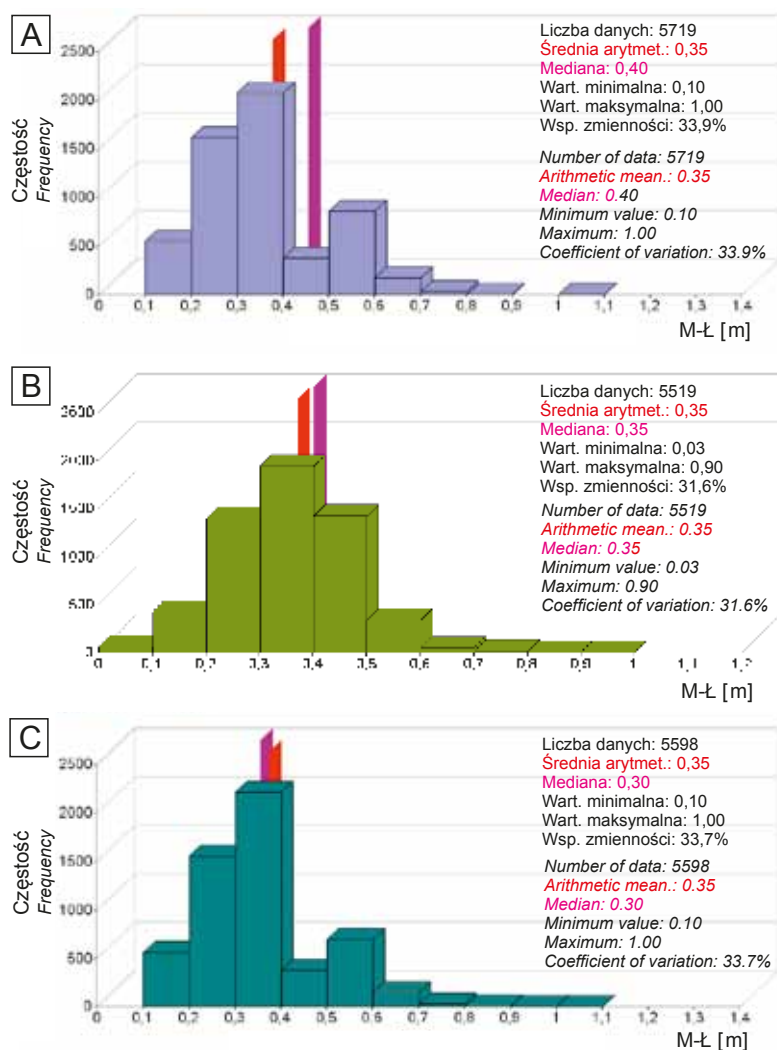 A
Częstość
Frequency
2500
2000
1500
1000
500
0
0 0,1 0,2 0,3 0,4 0,5 0,6 0,7 0,8 0,9 1 1,1 1,2 1,3 1,4
M-Ł [m]
Liczba danych: 5719
Średnia arytmet.: 0,35
Mediana: 0,40
Wart. minimalna: 0,10
Wart. maksymalna: 1,00
Wsp. zmienności: 33,9%
Number of data: 5719
Arithmetic mean.: 0.35
Median: 0.40
Minimum value: 0.10
Maximum: 1.00
Coefficient of variation: 33.9%
B
Częstość
Frequency
2500
2000
1500
1000
500
0
0 0,1 0,2 0,3 0,4 0,5 0,6 0,7 0,8 0,9 1 1,1 1,2
M-Ł [m]
Liczba danych: 5519
Średnia arytmet.: 0,35
Mediana: 0,35
Wart. minimalna: 0,03
Wart. maksymalna: 0,90
Wsp. zmienności: 31,6%
Number of data: 5519
Arithmetic mean.: 0.35
Median: 0.35
Minimum value: 0.03
Maximum: 0.90
Coefficient of variation: 31.6%
C
Częstość
Frequency
2500
2000
1500
1000
500
0
0 0,1 0,2 0,3 0,4 0,5 0,6 0,7 0,8 0,9 1 1,1 1,2 1,3 1,4
M-Ł [m]
Liczba danych: 5598
Średnia arytmet.: 0,35
Mediana: 0,30
Wart. minimalna: 0,10
Wart. maksymalna: 1,00
Wsp. zmienności: 33,7%
Number of data: 5598
Arithmetic mean.: 0.35
Median: 0.30
Minimum value: 0.10
Maximum: 1.00
Coefficient of variation: 33.7%